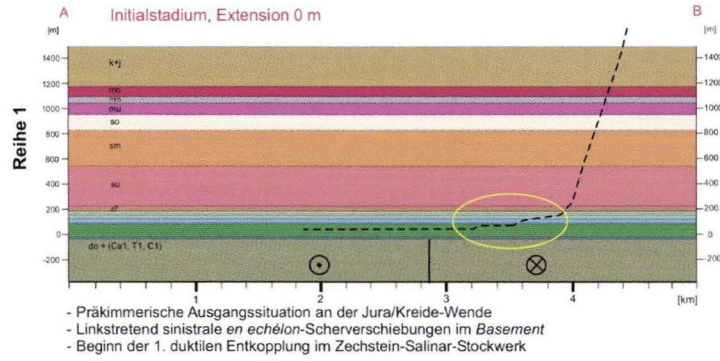 A Initialstadium, Extension 0 m B
[m] [m]
1400 k+j 1400
1200 1200
mo
mm
1000 mu 1000
so
800 800
sm
600 600
400 su 400
200 z7 200
0 0
do + (Ca1, T1, C1)
-200 -200
1 2 3 4 [km]
Reihe 1
- Präkimmerische Ausgangssituation an der Jura/Kreide-Wende
- Linkstretend sinistrale en echélon-Scherverschiebungen im Basement
- Beginn der 1. duktilen Entkopplung im Zechstein-Salinar-Stockwerk